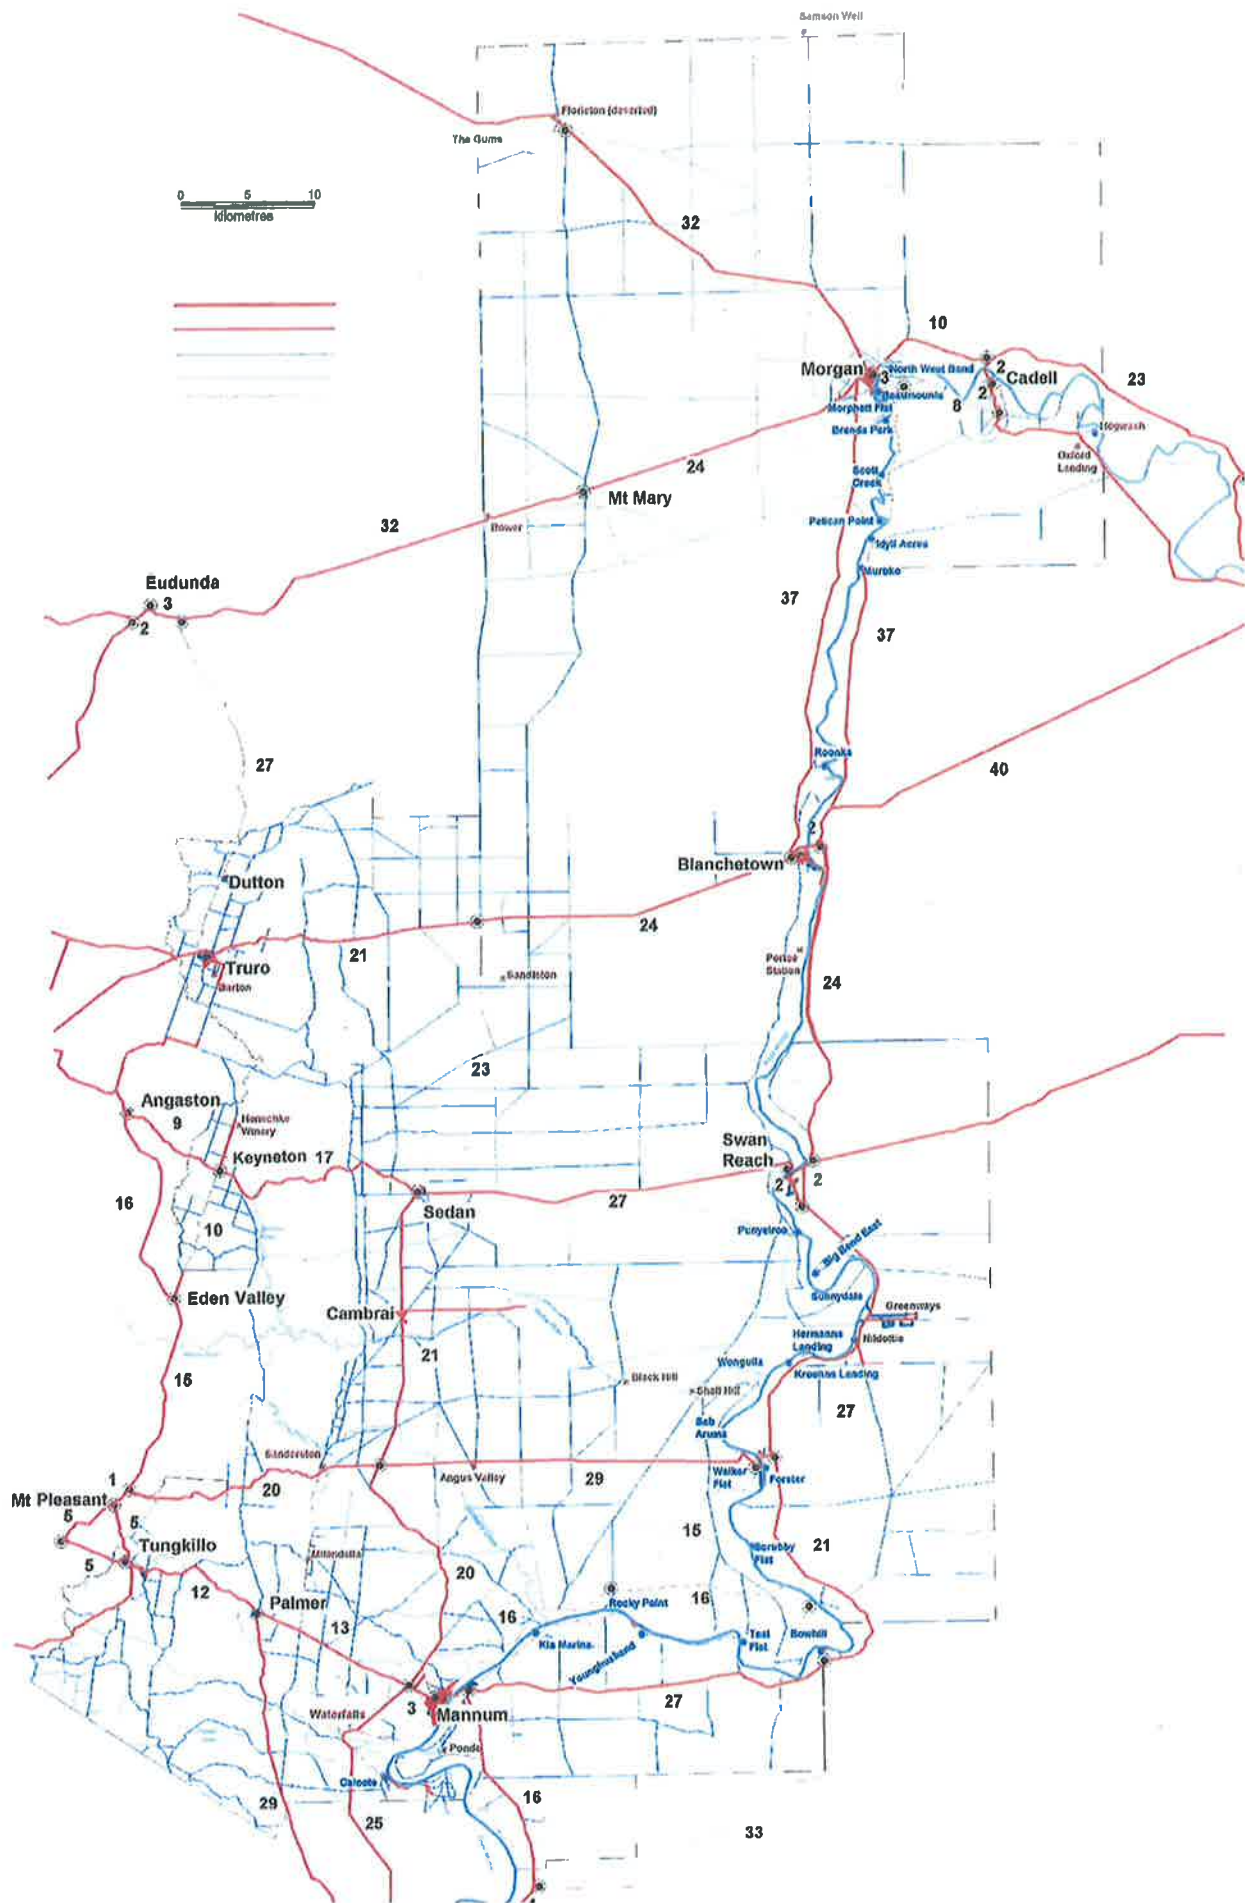 Samson Well
Florieton (deserted)
The Gums
0 5 10
kilometres
32
10
Morgan
3
North West Bend
2
Cadell
2
23
Beaumounts
8
Morphett Flat
Brenda Park
Hogwash
Oxford
Landing
24
Scott
Creek
Mt Mary
32
Bower
Pelican Point
Idyll Acres
Murbko
Eudunda
3
2
37
37
27
Roonka
40
2
Blanchetown
Dutton
24
21
Truro
Barton
Sandleton
Portee
Station
24
23
Angaston
9
Henschke
Winery
Keyneton
17
Swan
Reach
2
2
16
27
Sedan
10
Punyelroo
Big Bend East
Eden Valley
Sunnydale
Greenways
Cambrai
Hermanns
Landing
Nildottie
21
Wongulla
Kroehns Landing
15
Black Hill
Shell Hill
27
Bab
Aruma
Sanderston
Angus Valley
29
Walker
Flat
Forster
1
20
Mt Pleasant
5
5
15
Tungkillo
5
Scrubby
Flat
21
Milendella
12
20
16
Palmer
16
Rocky Point
13
Kia Marina
Younghusband
Teal
Flat
Bowhill
27
Waterfalls
3
Mannum
Ponde
Caloote
16
29
25
33